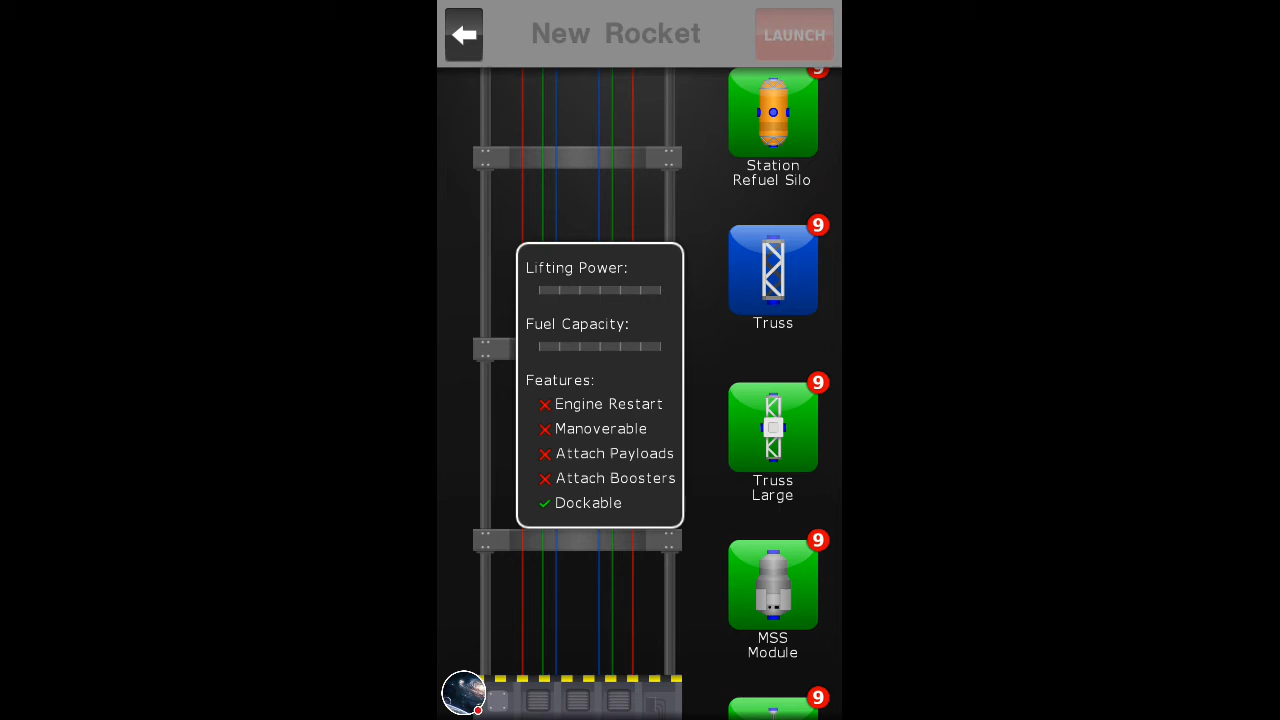 New Rocket
LAUNCH
9
Station
Refuel Silo
9
Truss
9
Truss
Large
9
MSS
Module
9
Lifting Power:
Fuel Capacity:
Features:
Engine Restart
Manoverable
Attach Payloads
Attach Boosters
Dockable